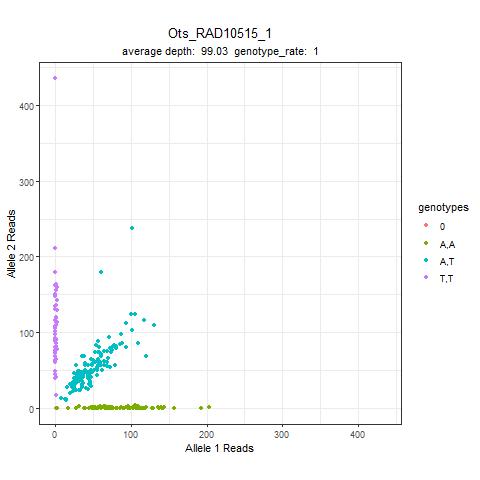 Ots_RAD10515_1
average depth: 99.03 genotype_rate: 1
Allele 2 Reads
400
300
200
100
0
0 100 200 300 400
Allele 1 Reads
genotypes
0
A,A
A,T
T,T